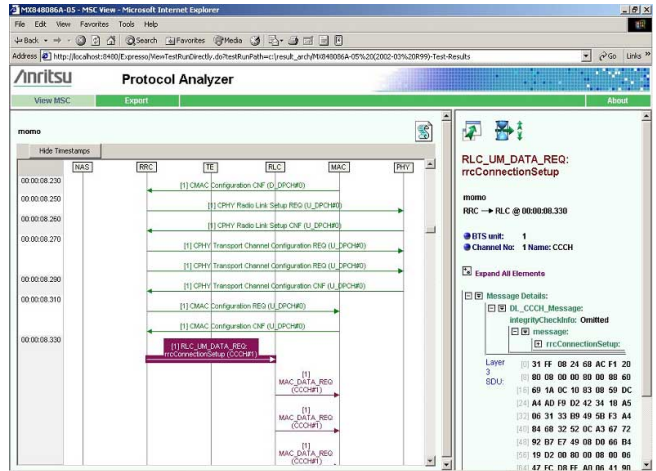 MX848086A-05 - MSC View - Microsoft Internet Explorer
File Edit View Favorites Tools Help
Back Search Favorites Media
Address http://localhost:8480/Expresso/ViewTestRunDirectly.do?testRunPath=c:\result_arch/MX848086A-05%20(2002-03%20R99)-Test-Results Go Links »
Anritsu Protocol Analyzer
View MSC Export About
momo
Hide Timestamps
NAS RRC TE RLC MAC PHY
00:00:08.230
[1] CMAC Configuration CNF (D_DPCH#0)
00:00:08.250
[1] CPHY Radio Link Setup REQ (U_DPCH#0)
00:00:08.260
[1] CPHY Radio Link Setup CNF (U_DPCH#0)
00:00:08.270
[1] CPHY Transport Channel Configuration REQ (U_DPCH#0)
[1] CPHY Transport Channel Configuration REQ (U_DPCH#0)
00:00:08.290
[1] CPHY Transport Channel Configuration CNF (U_DPCH#0)
00:00:08.310
[1] CMAC Configuration REQ (U_DPCH#0)
[1] CMAC Configuration CNF (U_DPCH#0)
00:00:08.330
[1] RLC_UM_DATA_REQ:
rrcConnectionSetup (CCCH#1)
[1]
MAC_DATA_REQ
(CCCH#1)
[1]
MAC_DATA_REQ
(CCCH#1)
[1]
MAC_DATA_REQ
(CCCH#1)
RLC_UM_DATA_REQ:
rrcConnectionSetup
momo
RRC → RLC @ 00:00:08.330
BTS unit: 1
Channel No: 1 Name: CCCH
Expand All Elements
Message Details:
DL_CCCH_Message:
integrityCheckInfo: Omitted
message:
rrcConnectionSetup:
Layer
3
SDU:
[0] 31 FF 08 24 68 AC F1 20
[8] 80 08 00 00 80 00 88 60
[16] 69 1A 0C 10 83 08 59 DC
[24] A4 AD F9 D2 42 34 18 A5
[32] 06 31 33 B9 49 5B F3 A4
[40] 84 68 32 52 0C A3 67 72
[48] 92 B7 E7 49 08 D0 66 B4
[56] 19 D2 00 80 00 08 00 06
[64] 47 FC D8 FE A0 06 41 90